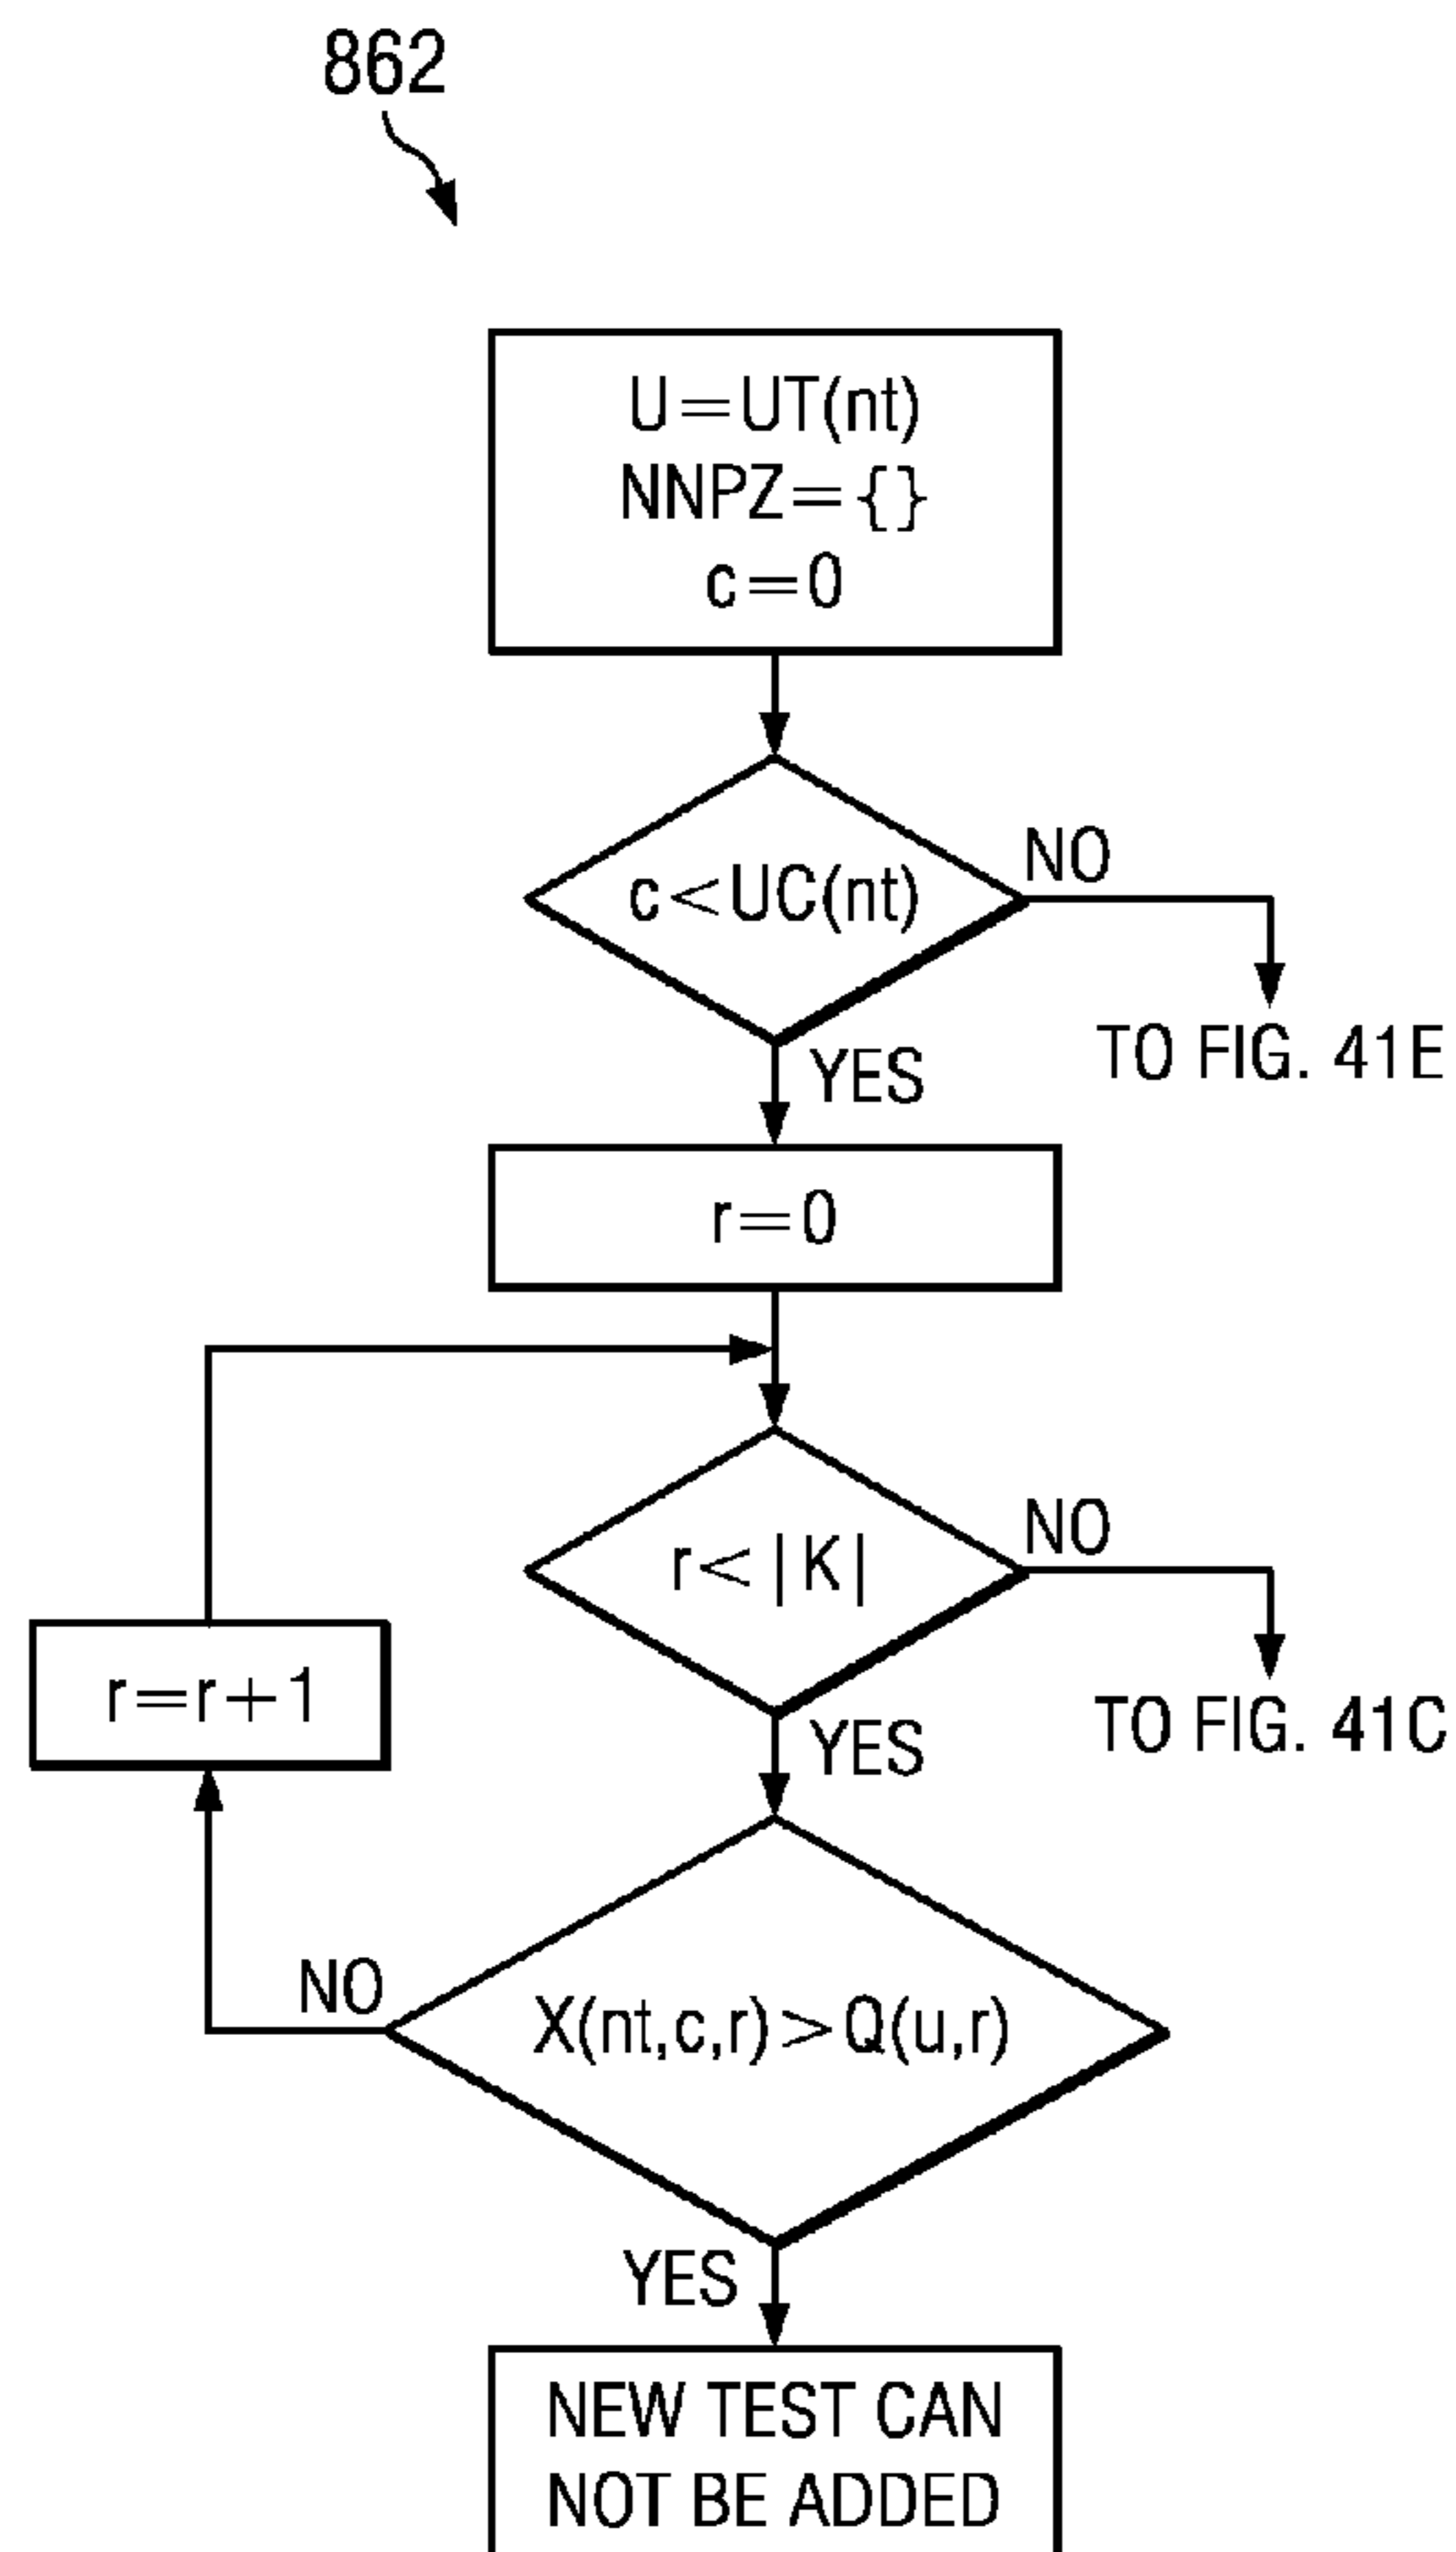 862
U=UT(nt)
NNPZ={}
c=0
c<UC(nt)
NO
TO FIG. 41E
YES
r=0
r<|K|
NO
TO FIG. 41C
YES
r=r+1
X(nt,c,r)>Q(u,r)
NO
YES
NEW TEST CAN
NOT BE ADDED